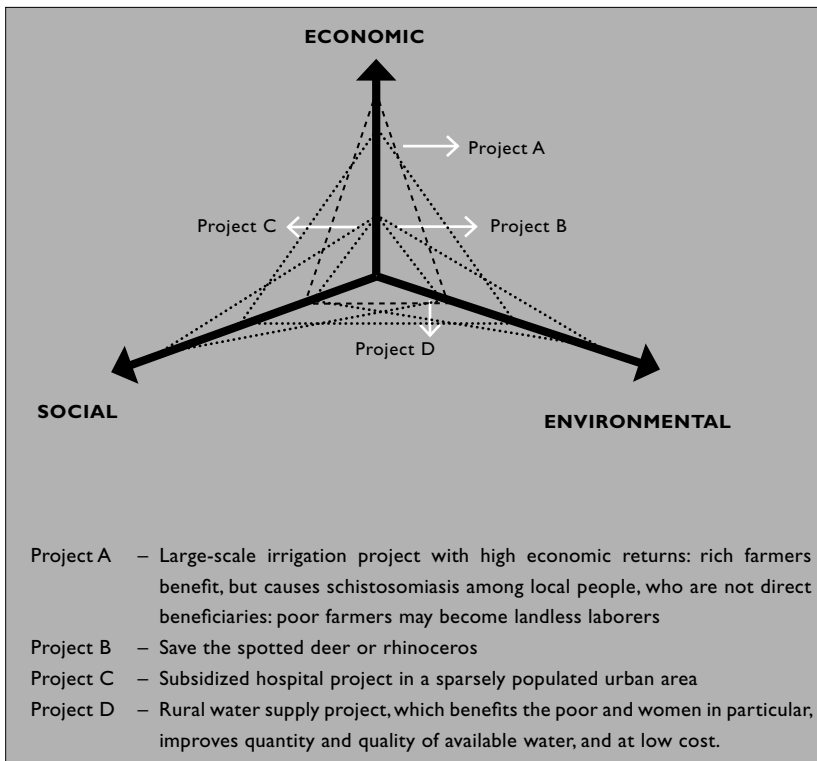 ECONOMIC
Project A
Project C
Project B
Project D
SOCIAL
ENVIRONMENTAL
Project A – Large-scale irrigation project with high economic returns: rich farmers
benefit, but causes schistosomiasis among local people, who are not direct
beneficiaries: poor farmers may become landless laborers
Project B – Save the spotted deer or rhinoceros
Project C – Subsidized hospital project in a sparsely populated urban area
Project D – Rural water supply project, which benefits the poor and women in particular,
improves quantity and quality of available water, and at low cost.